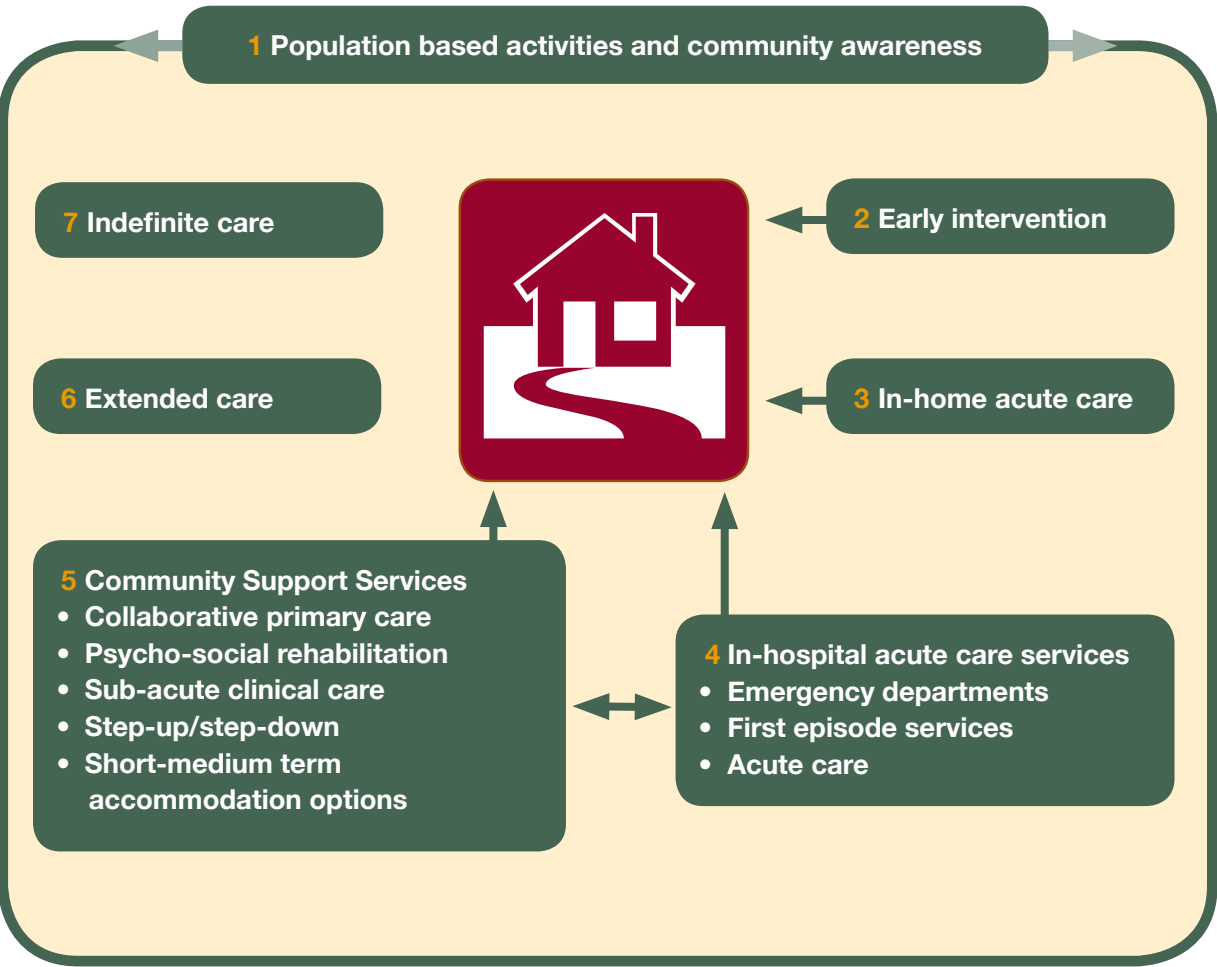 1 Population based activities and community awareness
7 Indefinite care
2 Early intervention
6 Extended care
3 In-home acute care
5 Community Support Services
• Collaborative primary care
• Psycho-social rehabilitation
• Sub-acute clinical care
• Step-up/step-down
• Short-medium term
accommodation options
4 In-hospital acute care services
• Emergency departments
• First episode services
• Acute care